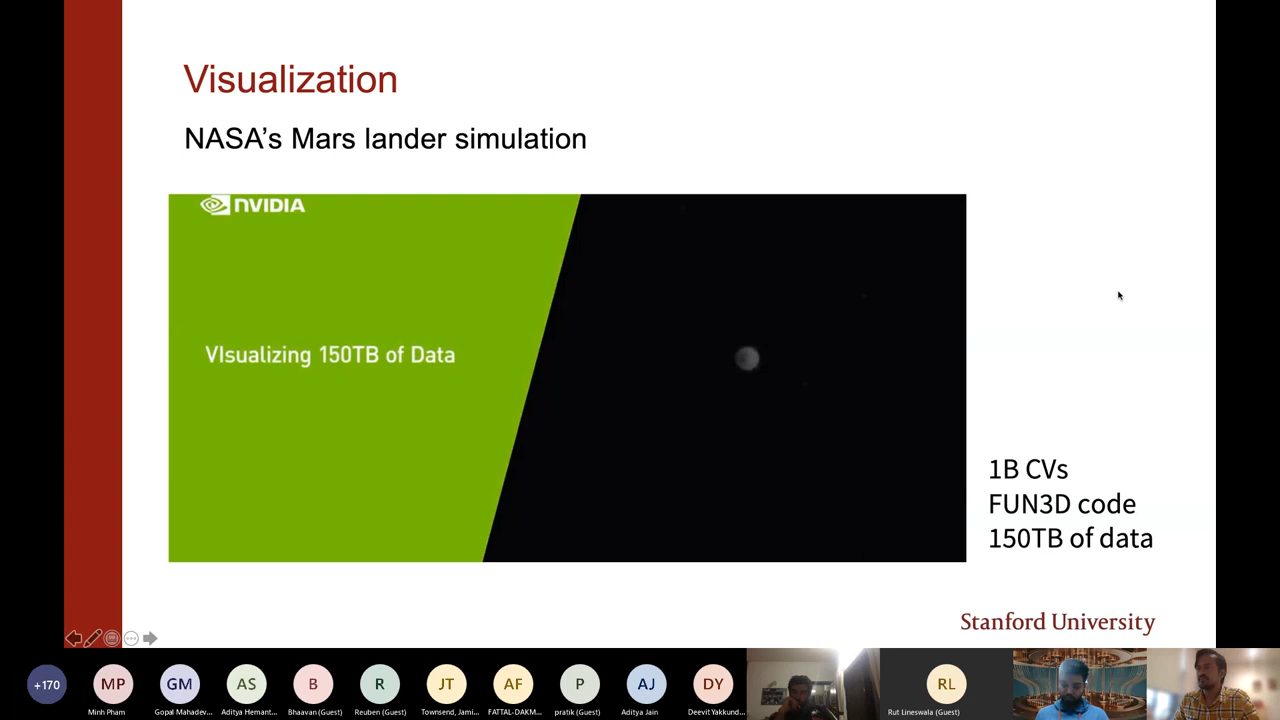 Visualization
NASA's Mars lander simulation
NVIDIA
VIsualizing 150TB of Data
1B CVs
FUN3D code
150TB of data
Stanford University
+170
MP
GM
AS
B
R
JT
AF
P
AJ
DY
RL
Minh Pham
Gopal Mahadev...
Aditya Hemant...
Bhaavan (Guest)
Reuben (Guest)
Townsend, Jami...
FATTAL-DAKM...
pratik (Guest)
Aditya Jain
Deevit Yakkund...
Rut Lineswala (Guest)